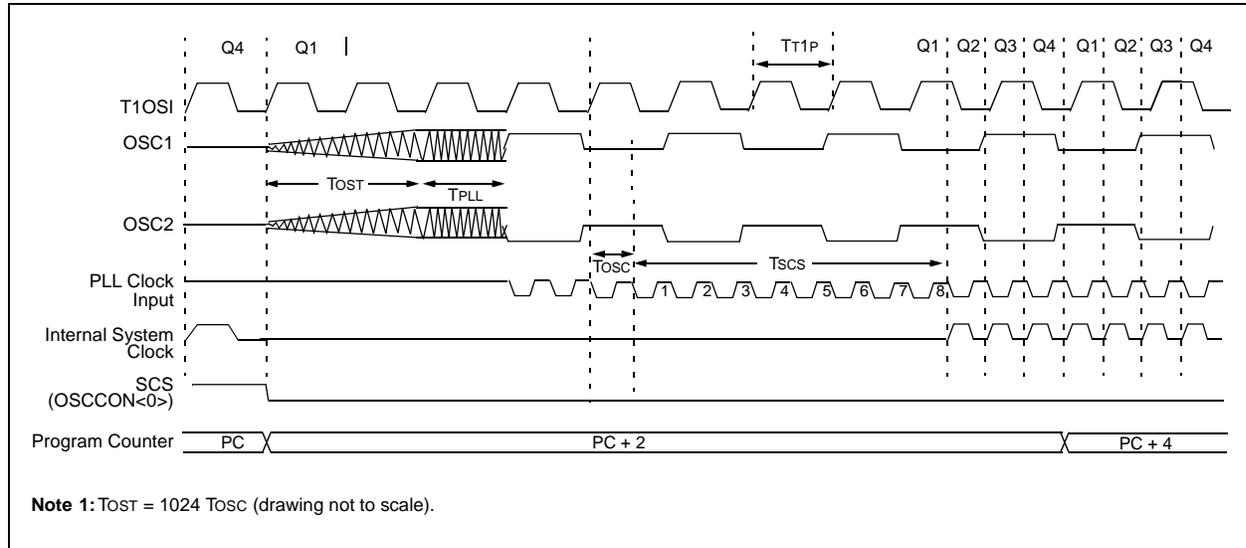 Q4 Q1 TT1P Q1 Q2 Q3 Q4 Q1 Q2 Q3 Q4
T1OSI
OSC1
TOST TPLL
OSC2
TOSC TSCS
PLL Clock
Input
1 2 3 4 5 6 7 8
Internal System
Clock
SCS
(OSCCON<0>)
Program Counter PC PC + 2 PC + 4
Note 1: TOST = 1024 TOSC (drawing not to scale).